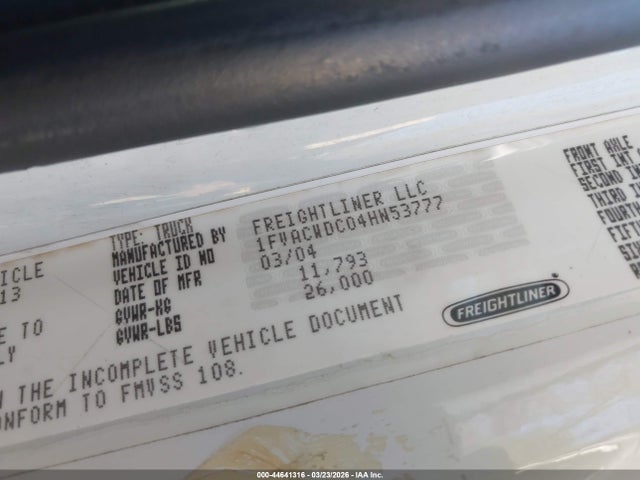 TYPE: TRUCK
MANUFACTURED BY FREIGHTLINER LLC
VEHICLE ID NO 1FVACWDC04HN53777
DATE OF MFR 03/04
GVWR-KG 11,793
GVWR-LBS 26,000
ICLE
13
E TO
LY
N THE INCOMPLETE VEHICLE DOCUMENT
ONFORM TO FMVSS 108.
FREIGHTLINER
FRONT AXLE
FIRST INT
SECOND IN
THIRD
FOURTH
FIFT
000-44641316 - 03/23/2026 - IAA Inc.